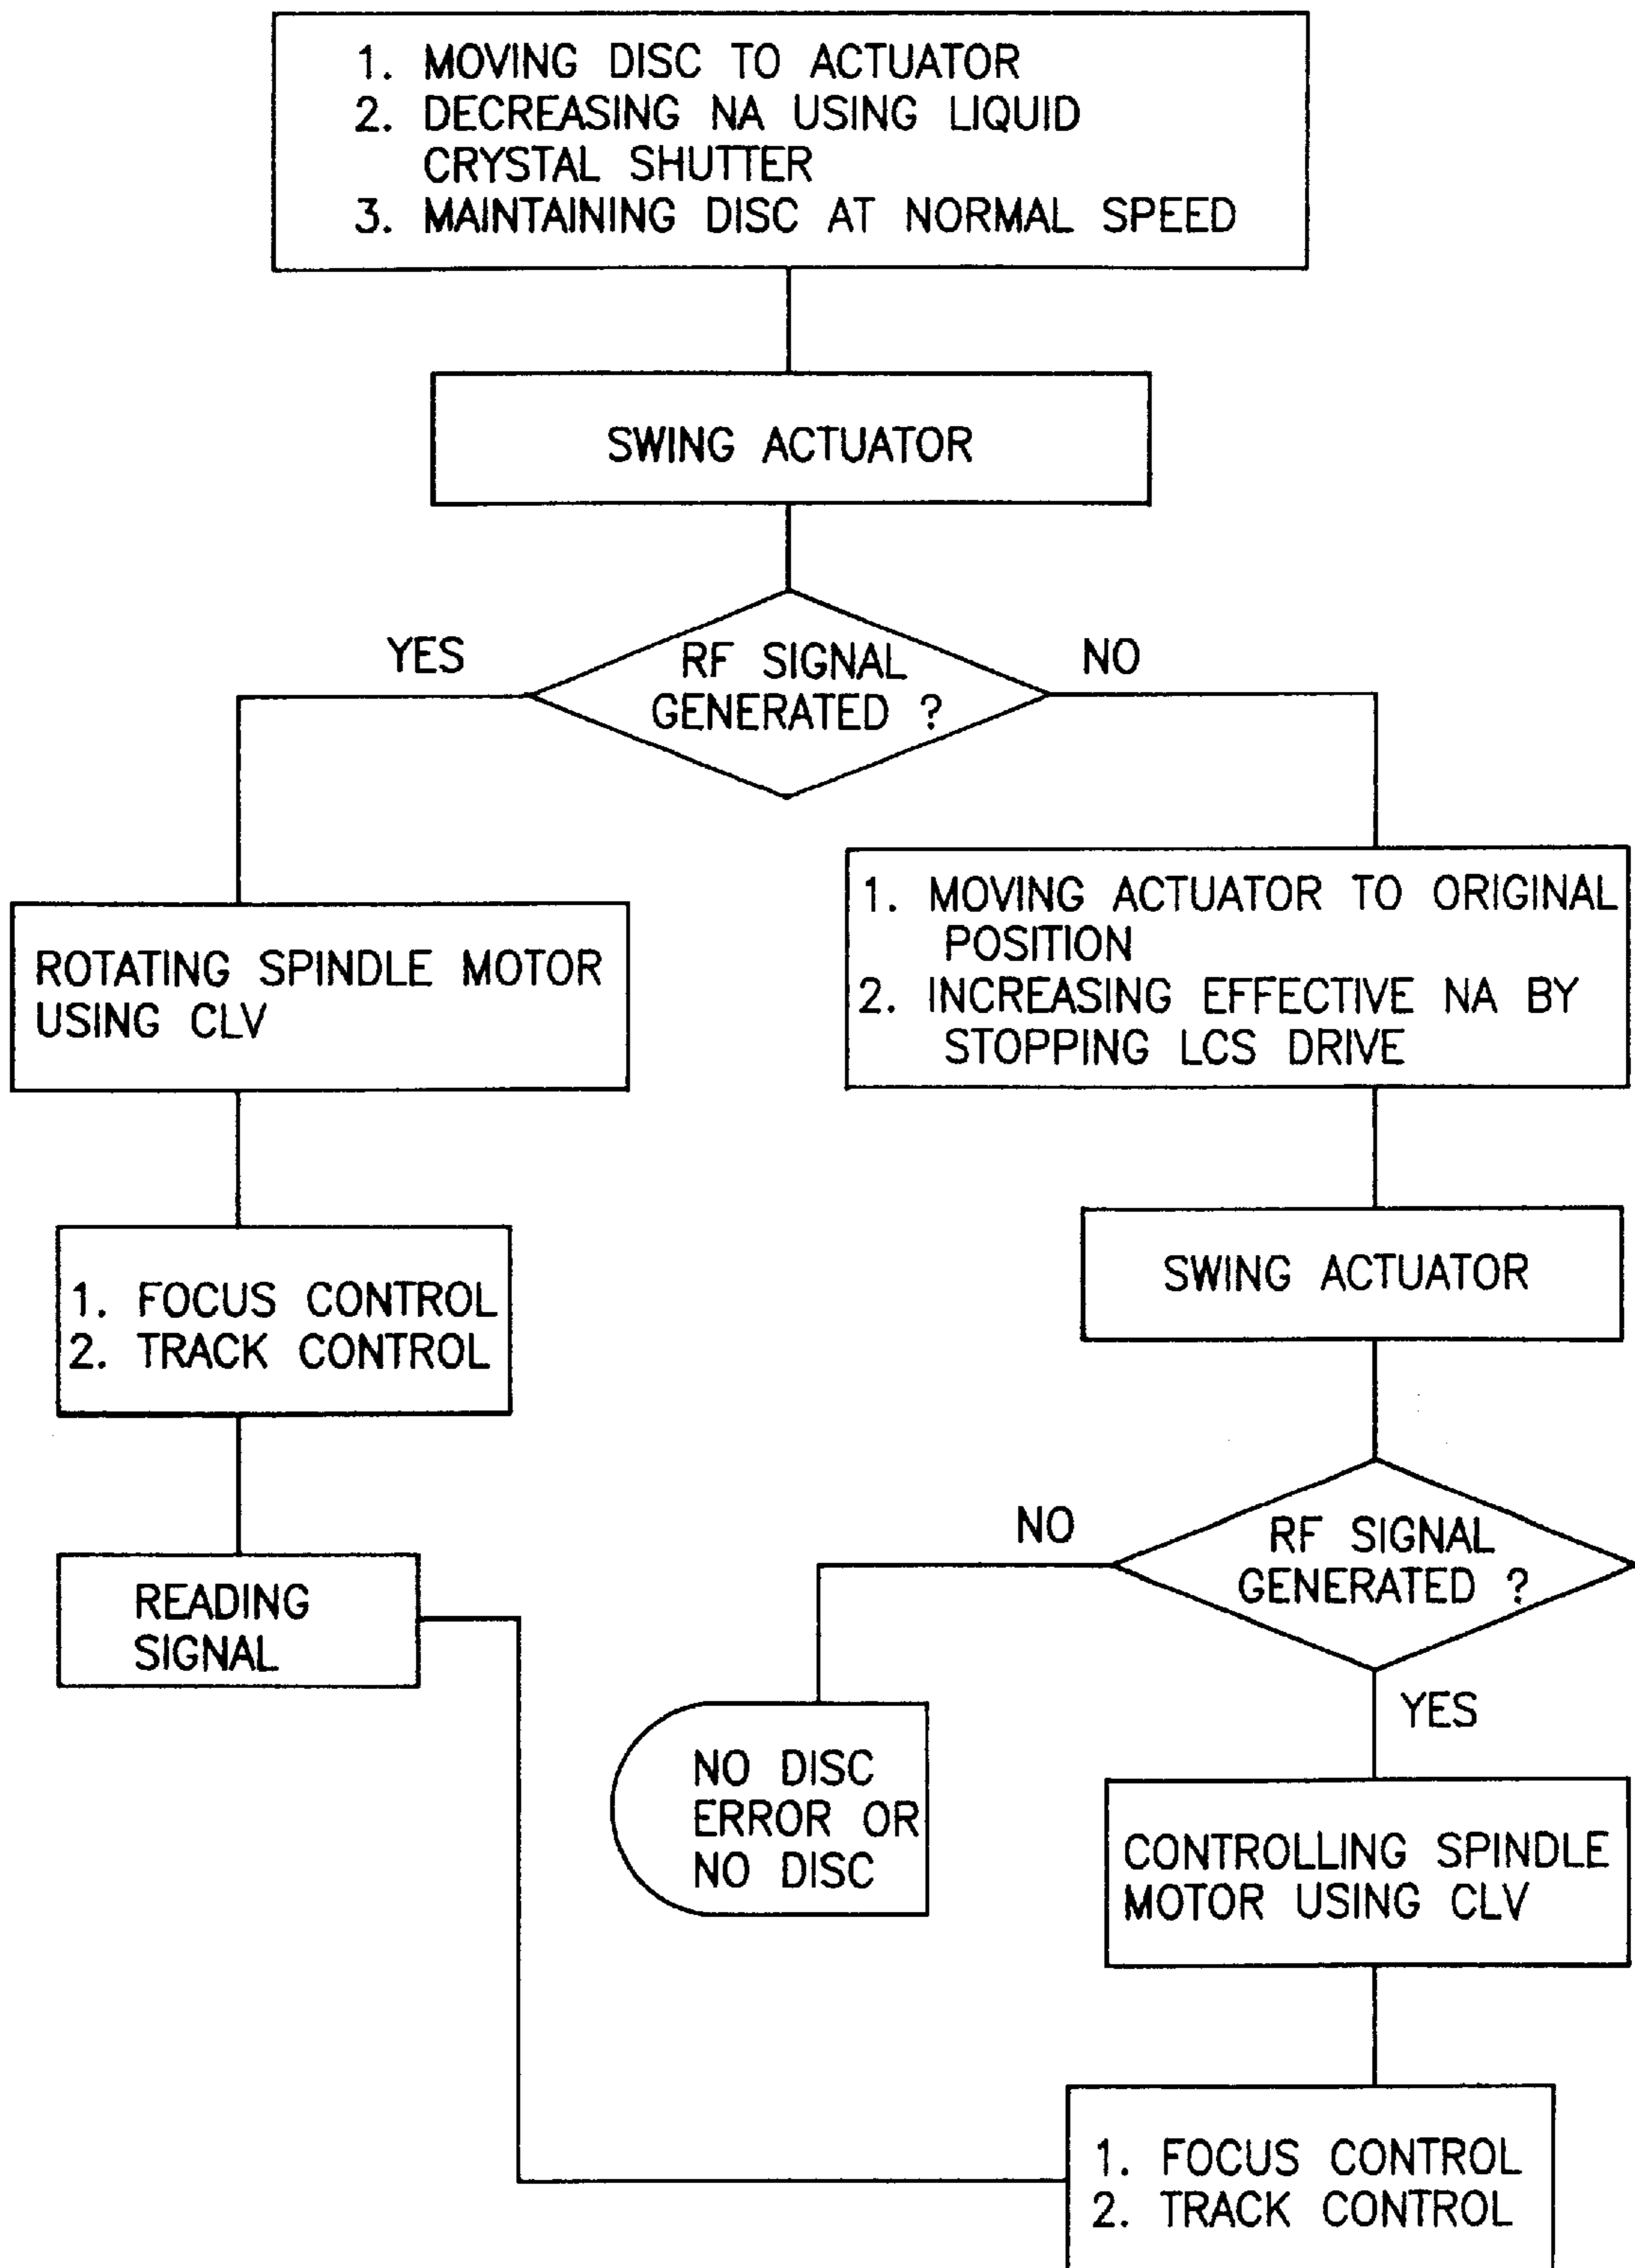 1. MOVING DISC TO ACTUATOR
2. DECREASING NA USING LIQUID
CRYSTAL SHUTTER
3. MAINTAINING DISC AT NORMAL SPEED
SWING ACTUATOR
YES
RF SIGNAL
GENERATED ?
NO
ROTATING SPINDLE MOTOR
USING CLV
1. FOCUS CONTROL
2. TRACK CONTROL
READING
SIGNAL
1. MOVING ACTUATOR TO ORIGINAL
POSITION
2. INCREASING EFFECTIVE NA BY
STOPPING LCS DRIVE
SWING ACTUATOR
NO
RF SIGNAL
GENERATED ?
YES
NO DISC
ERROR OR
NO DISC
CONTROLLING SPINDLE
MOTOR USING CLV
1. FOCUS CONTROL
2. TRACK CONTROL